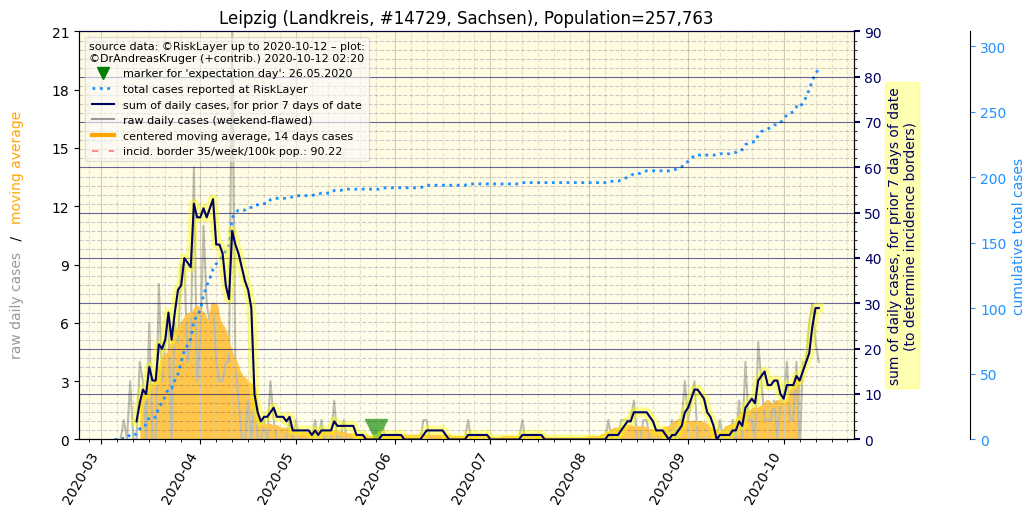 Leipzig (Landkreis, #14729, Sachsen), Population=257,763
source data: ©RiskLayer up to 2020-10-12 – plot:
©DrAndreasKruger (+contrib.) 2020-10-12 02:20
marker for 'expectation day': 26.05.2020
total cases reported at RiskLayer
sum of daily cases, for prior 7 days of date
raw daily cases (weekend-flawed)
centered moving average, 14 days cases
incid. border 35/week/100k pop.: 90.22
raw daily cases / moving average
21
18
15
12
9
6
3
0
2020-03
2020-04
2020-05
2020-06
2020-07
2020-08
2020-09
2020-10
90
80
70
60
50
40
30
20
10
0
sum of daily cases, for prior 7 days of date
(to determine incidence borders)
300
250
200
150
100
50
0
cumulative total cases